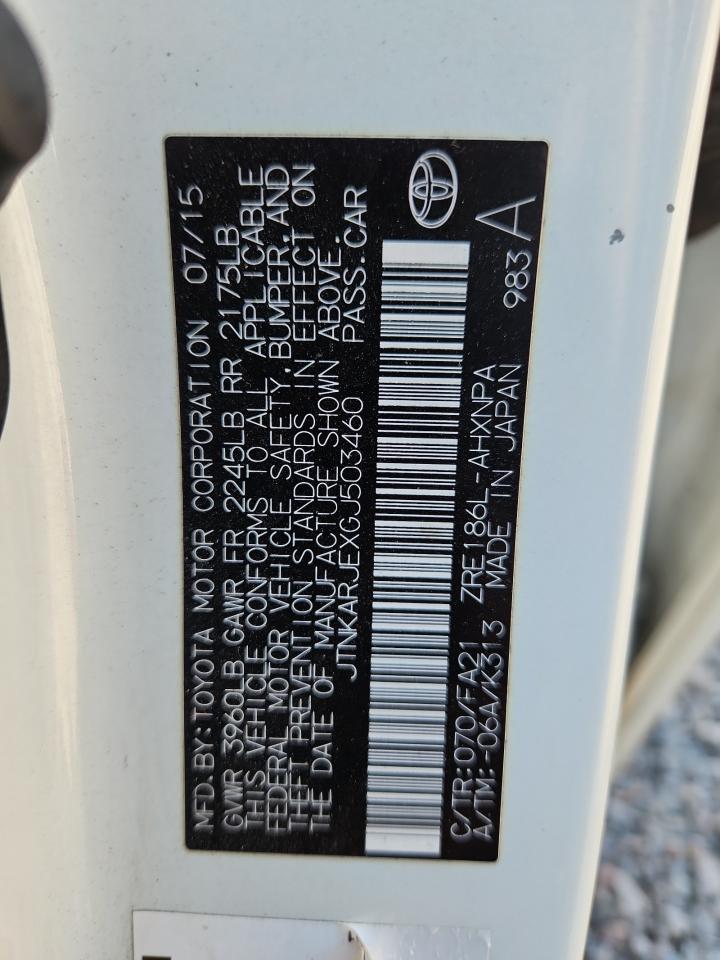 MFD.BY:TOYOTA MOTOR CORPORATION 07/15
GVWR 3960LB GAWR FR 2245LB RR 2175LB
THIS VEHICLE CONFORMS TO ALL APPLICABLE
FEDERAL MOTOR VEHICLE SAFETY,BUMPER,AND
THEFT PREVENTION STANDARDS IN EFFECT ON
THE DATE OF MANUFACTURE SHOWN ABOVE.
JTNKARJEXGJ503460 PASS.CAR
C/TR:070/FA21 ZRE186L-AHXNPA 983 A
A/TM:-06A/K313 MADE IN JAPAN